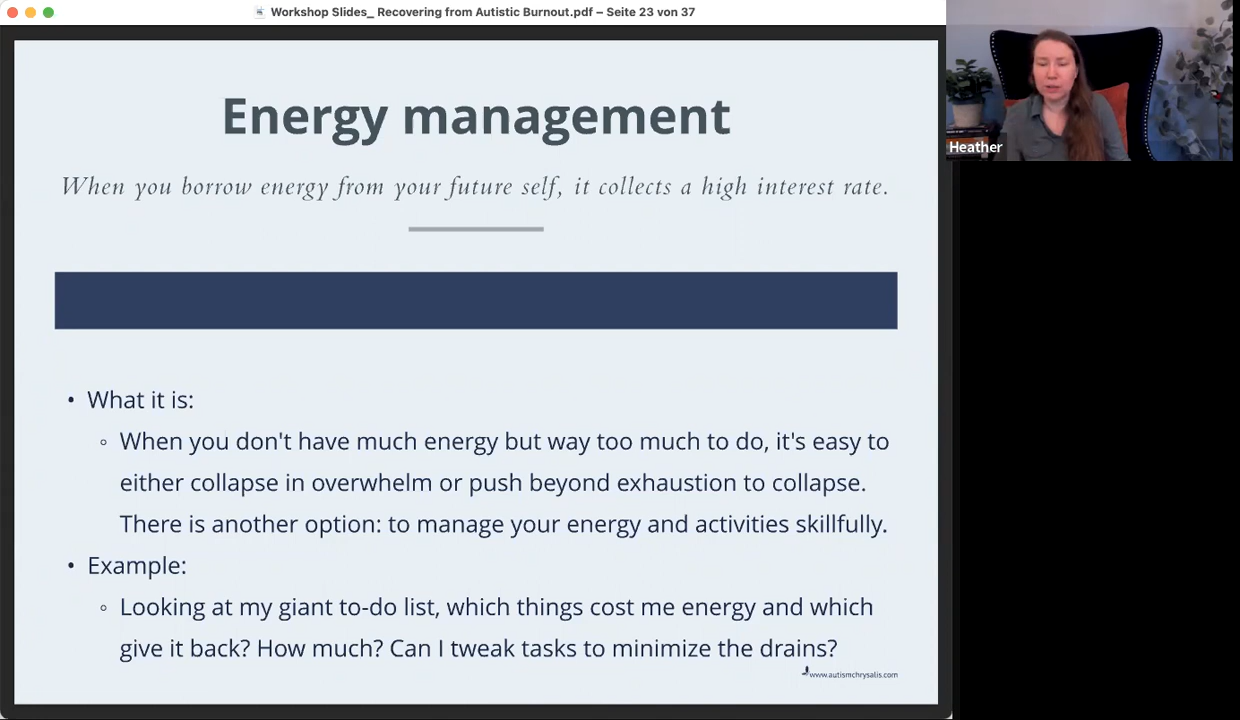 Workshop Slides_ Recovering from Autistic Burnout.pdf – Seite 23 von 37
Energy management
When you borrow energy from your future self, it collects a high interest rate.
• What it is:
◦ When you don't have much energy but way too much to do, it's easy to
either collapse in overwhelm or push beyond exhaustion to collapse.
There is another option: to manage your energy and activities skillfully.
• Example:
◦ Looking at my giant to-do list, which things cost me energy and which
give it back? How much? Can I tweak tasks to minimize the drains?
www.autismchrysalis.com
Heather